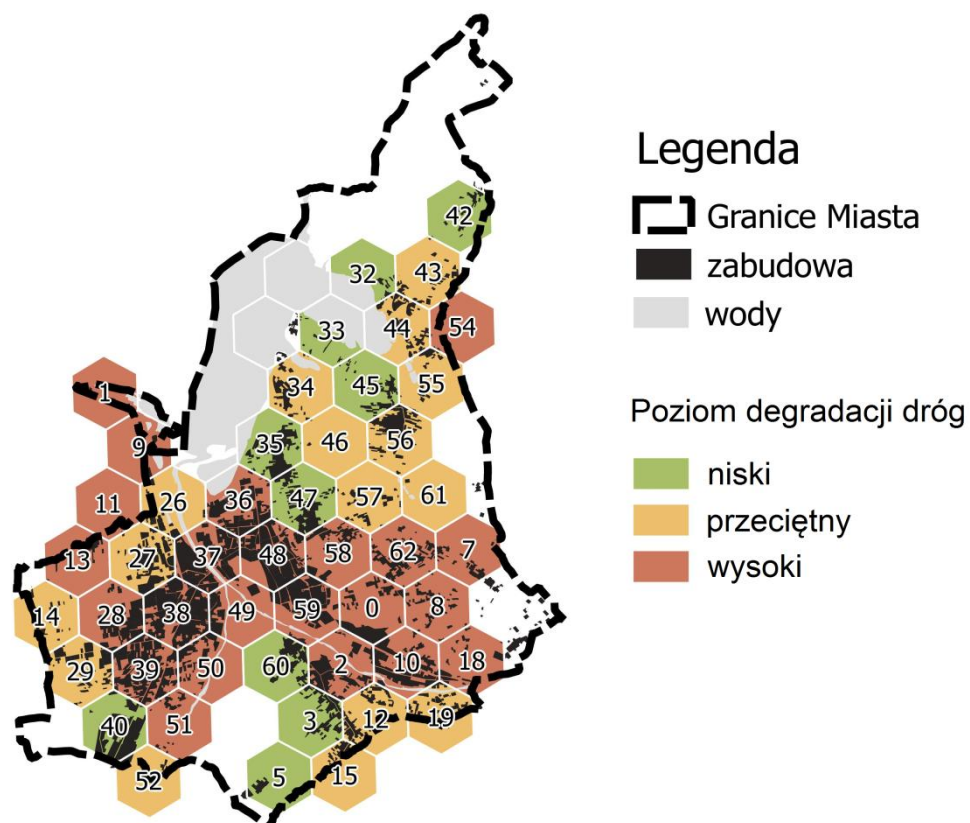 Legenda
Granice Miasta
zabudowa
wody
Poziom degradacji dróg
niski
przeciętny
wysoki
42
32 43
33 44 54
1 34 45 55
9 35 46 56
11 26 36 47 57 61
13 27 37 48 58 62 7
14 28 38 49 59 0 8
29 39 50 60 2 10 18
40 51 3 12 19
52 5 15